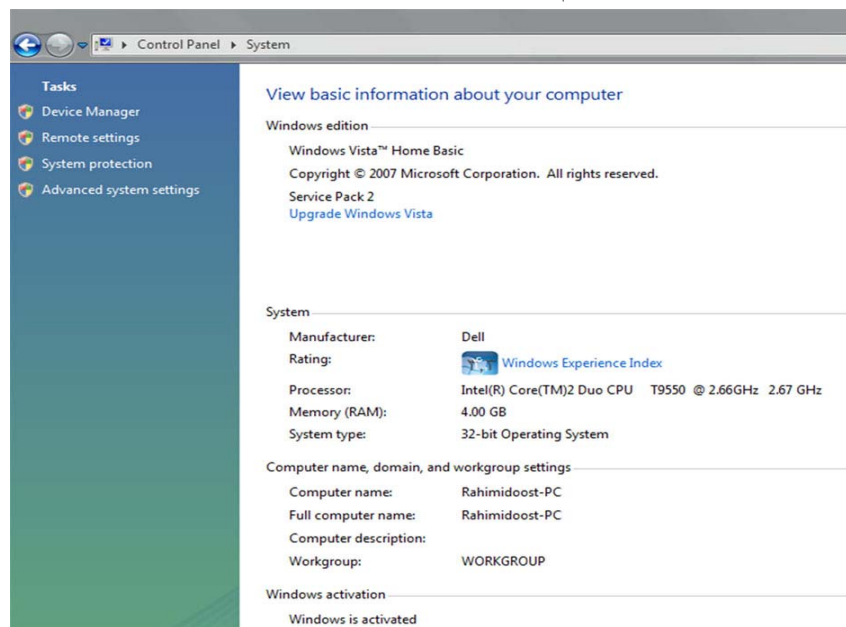 Control Panel System
Tasks
Device Manager
Remote settings
System protection
Advanced system settings
View basic information about your computer
Windows edition
Windows Vista™ Home Basic
Copyright © 2007 Microsoft Corporation. All rights reserved.
Service Pack 2
Upgrade Windows Vista
System
Manufacturer: Dell
Rating: Windows Experience Index
Processor: Intel(R) Core(TM)2 Duo CPU T9550 @ 2.66GHz 2.67 GHz
Memory (RAM): 4.00 GB
System type: 32-bit Operating System
Computer name, domain, and workgroup settings
Computer name: Rahimidoost-PC
Full computer name: Rahimidoost-PC
Computer description:
Workgroup: WORKGROUP
Windows activation
Windows is activated